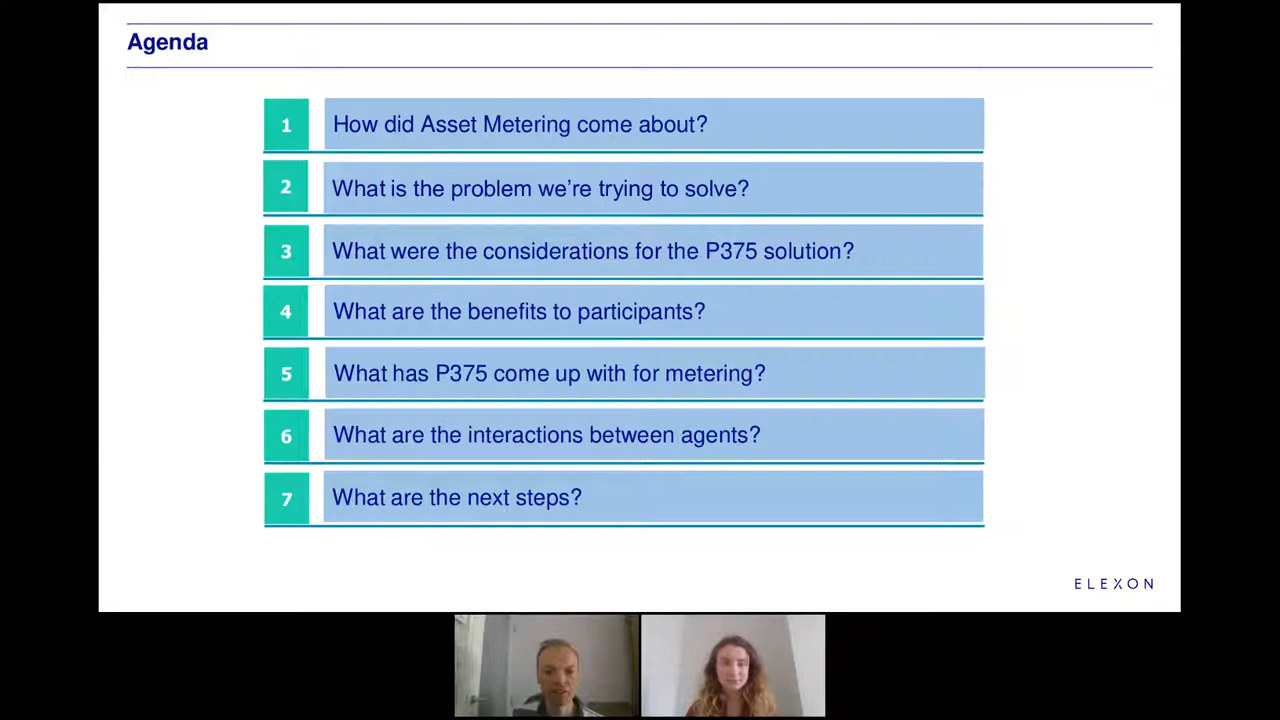 Agenda
1 How did Asset Metering come about?
2 What is the problem we’re trying to solve?
3 What were the considerations for the P375 solution?
4 What are the benefits to participants?
5 What has P375 come up with for metering?
6 What are the interactions between agents?
7 What are the next steps?
ELEXON